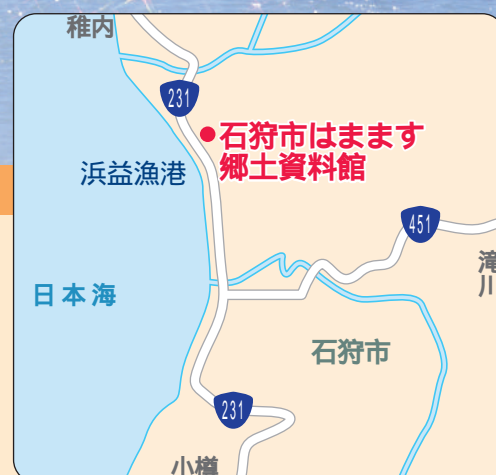 稚内
231
石狩市はまます
郷土資料館
浜益漁港
451
滝川
日本海
石狩市
231
小樽